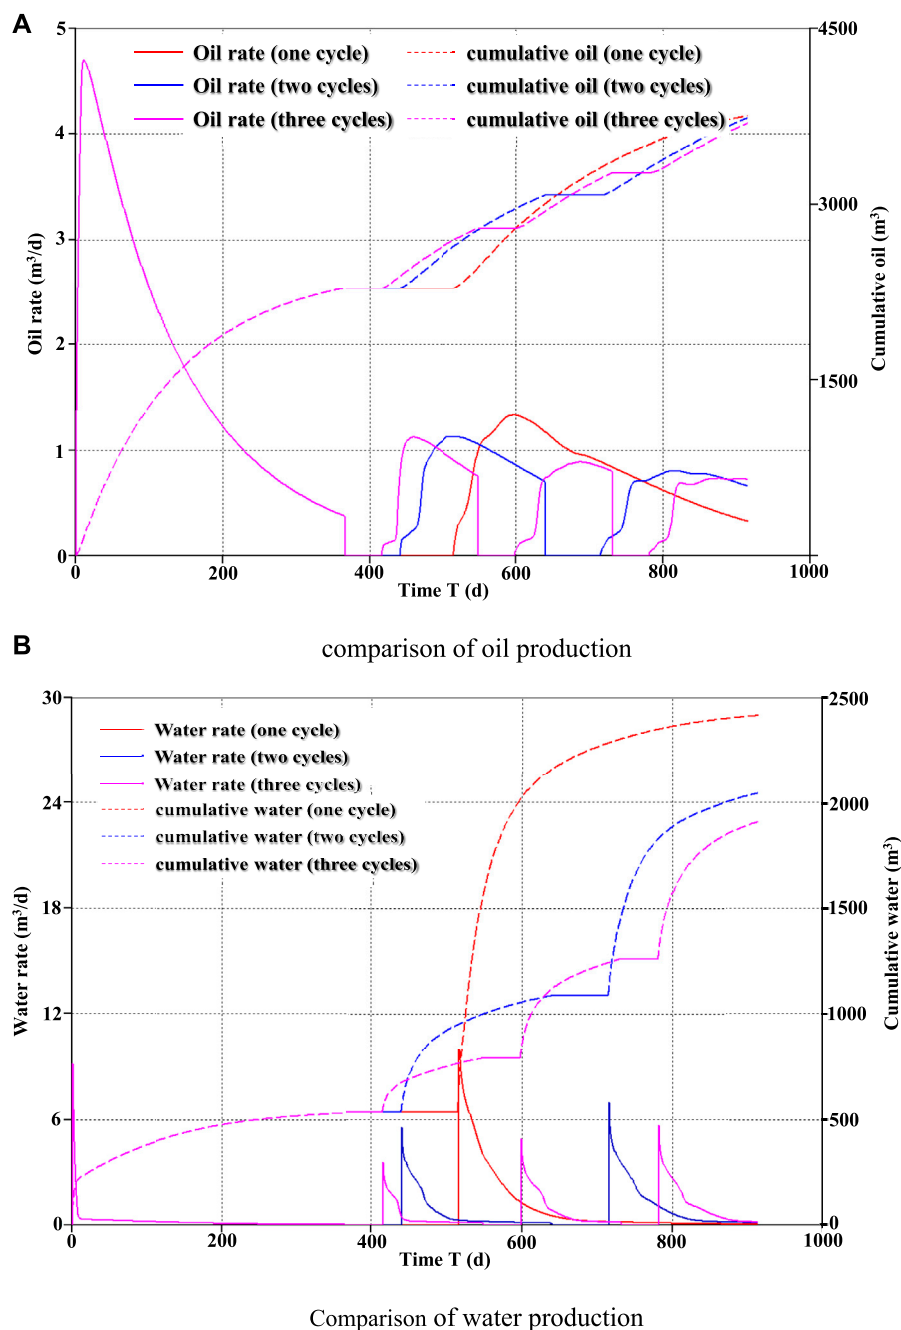 A
5
4500
Oil rate (one cycle)
cumulative oil (one cycle)
Oil rate (two cycles)
cumulative oil (two cycles)
Oil rate (three cycles)
cumulative oil (three cycles)
4
3
2
1
0
3000
1500
0
Oil rate (m³/d)
Cumulative oil (m³)
0
200
400
600
800
1000
Time T (d)
comparison of oil production
B
30
2500
Water rate (one cycle)
Water rate (two cycles)
Water rate (three cycles)
cumulative water (one cycle)
cumulative water (two cycles)
cumulative water (three cycles)
24
18
12
6
0
2000
1500
1000
500
0
Water rate (m³/d)
Cumulative water (m³)
0
200
400
600
800
1000
Time T (d)
Comparison of water production